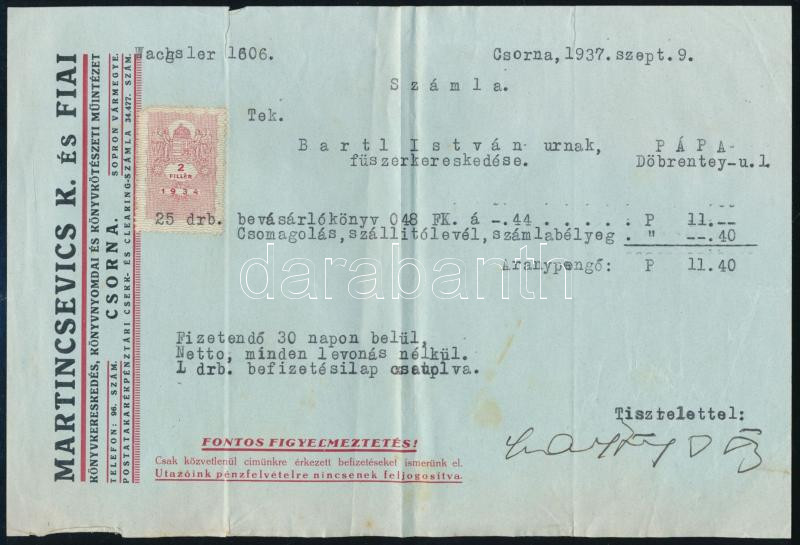 MARTINCSEVICS K. ÉS FIAI
KÖNYVKERESKEDÉS, KÖNYVNYOMDAI ÉS KÖNYVKÖTÉSZETI MŰINTÉZET
TELEFON: 96. SZÁM. CSORNA. SOPRON VÁRMEGYE.
POSTATAKARÉKPÉNZTÁRI CSEKK- ÉS CLEARING-SZÁMLA 34.477. SZÁM.
Wachsler 1606. Csorna,1937.szept.9.
Számla.
Tek.
Bartl István urnak, PÁPA-
füszerkereskedése. Döbrentey-u.1
2
FILLÉR
1934
25 drb. bevásárlókönyv 048 FK. á -.44 . . . . . P 11.--
Csomagolás,szállitólevél,számlabélyeg . " --.40
Aranypengő: P 11.40
darabanth
Fizetendő 30 napon belül,
Netto, minden levonás nélkül.
1 drb. befizetésilap csatolva.
Tisztelettel:
FONTOS FIGYELMEZTETÉS!
Csak közvetlenül címünkre érkezett befizetéseket ismerünk el.
Utazóink pénzfelvételre nincsenek feljogosítva.